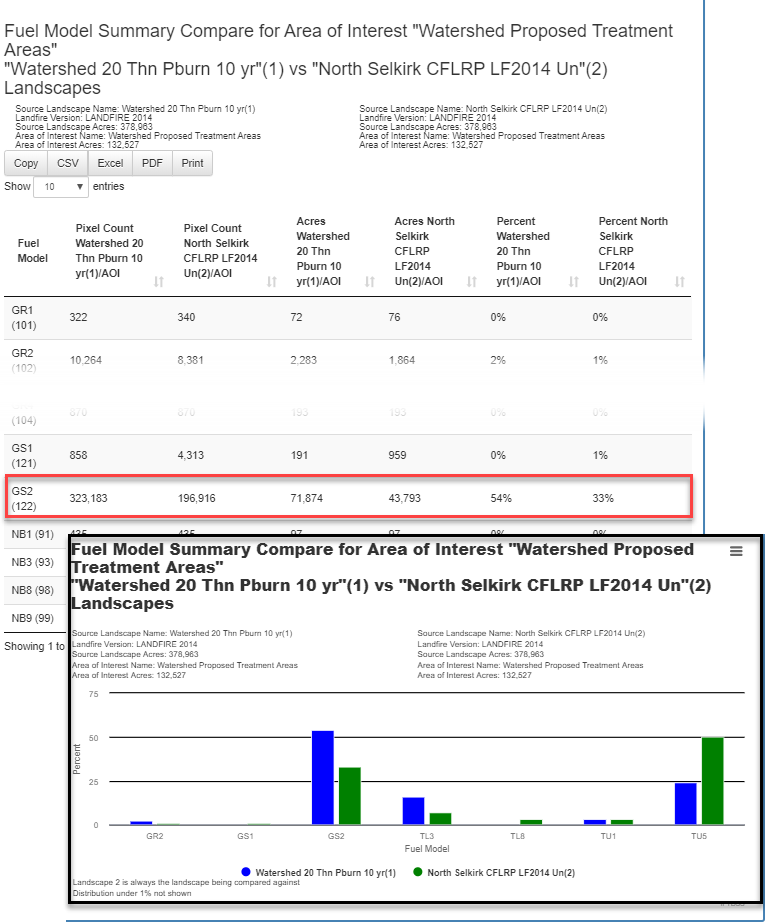 Fuel Model Summary Compare for Area of Interest "Watershed Proposed Treatment
Areas"
"Watershed 20 Thn Pburn 10 yr"(1) vs "North Selkirk CFLRP LF2014 Un"(2)
Landscapes
Source Landscape Name: Watershed 20 Thn Pburn 10 yr(1)
Landfire Version: LANDFIRE 2014
Source Landscape Acres: 378,963
Area of Interest Name: Watershed Proposed Treatment Areas
Area of Interest Acres: 132,527
Source Landscape Name: North Selkirk CFLRP LF2014 Un(2)
Landfire Version: LANDFIRE 2014
Source Landscape Acres: 378,963
Area of Interest Name: Watershed Proposed Treatment Areas
Area of Interest Acres: 132,527
Copy CSV Excel PDF Print
Show 10 entries
Fuel
Model
Pixel Count
Watershed 20
Thn Pburn 10
yr(1)/AOI
Pixel Count
North Selkirk
CFLRP LF2014
Un(2)/AOI
Acres
Watershed
20 Thn
Pburn 10
yr(1)/AOI
Acres North
Selkirk
CFLRP
LF2014
Un(2)/AOI
Percent
Watershed
20 Thn
Pburn 10
yr(1)/AOI
Percent North
Selkirk
CFLRP
LF2014
Un(2)/AOI
GR1
(101)
322 340 72 76 0% 0%
GR2
(102)
10,264 8,381 2,283 1,864 2% 1%
(104)
870 870 193 193 0% 0%
GS1
(121)
858 4,313 191 959 0% 1%
GS2
(122)
323,183 196,916 71,874 43,793 54% 33%
NB1 (91) 435 435 97 97 0% 0%
NB3 (93)
NB8 (98)
NB9 (99)
Showing 1 to
Fuel Model Summary Compare for Area of Interest "Watershed Proposed
Treatment Areas"
"Watershed 20 Thn Pburn 10 yr"(1) vs "North Selkirk CFLRP LF2014 Un"(2)
Landscapes
Source Landscape Name: Watershed 20 Thn Pburn 10 yr(1)
Landfire Version: LANDFIRE 2014
Source Landscape Acres: 378,963
Area of Interest Name: Watershed Proposed Treatment Areas
Area of Interest Acres: 132,527
Source Landscape Name: North Selkirk CFLRP LF2014 Un(2)
Landfire Version: LANDFIRE 2014
Source Landscape Acres: 378,963
Area of Interest Name: Watershed Proposed Treatment Areas
Area of Interest Acres: 132,527
75
50
25
0
Percent
GR2 GS1 GS2 TL3 TL8 TU1 TU5
Fuel Model
Watershed 20 Thn Pburn 10 yr(1) North Selkirk CFLRP LF2014 Un(2)
Landscape 2 is always the landscape being compared against
Distribution under 1% not shown